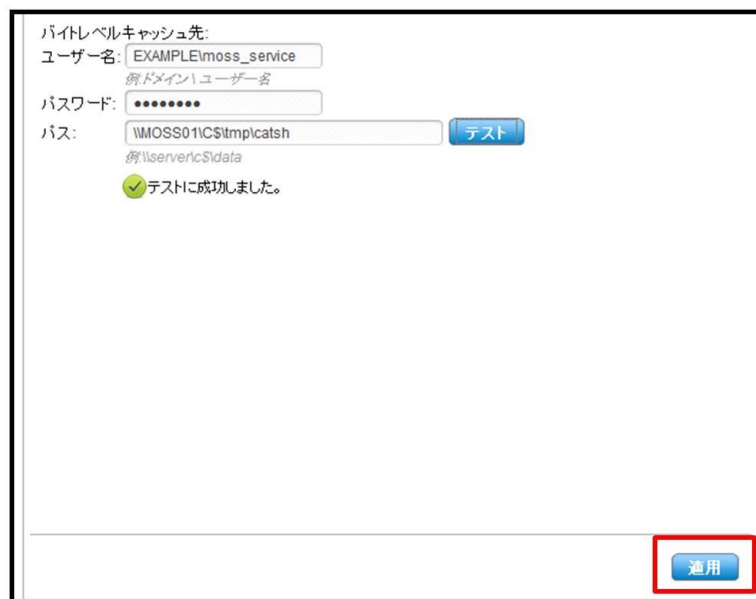 バイトレベルキャッシュ先:
ユーザー名: EXAMPLE\moss_service
例:ドメイン\ユーザー名
パスワード: ••••••••
パス: \\MOSS01\C$\tmp\catsh テスト
例:\\server\c$\data
テストに成功しました。
適用